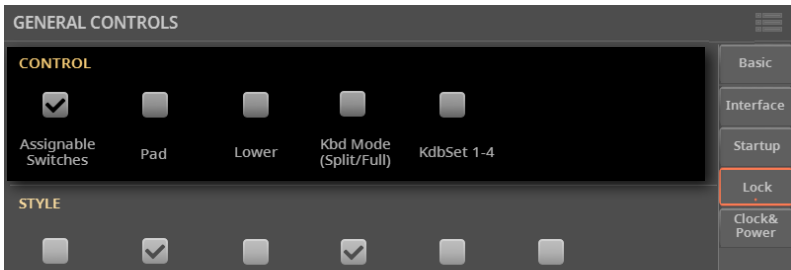 GENERAL CONTROLS
CONTROL
Assignable
Switches
Pad
Lower
Kbd Mode
(Split/Full)
KdbSet 1-4
STYLE
Basic
Interface
Startup
Lock
Clock&
Power